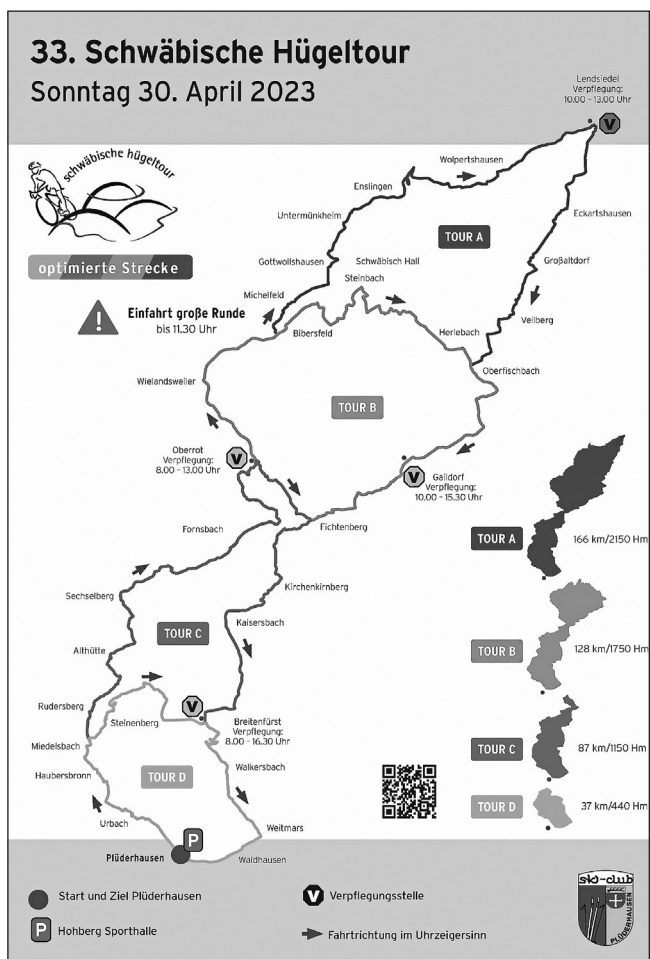 33. Schwäbische Hügeltour
Sonntag 30. April 2023
Lendsiedel
Verpflegung:
10.00 - 13.00 Uhr
V
schwäbische hügeltour
optimierte Strecke
Einfahrt große Runde
bis 11.30 Uhr
Wolpertshausen
Enslingen
Eckartshausen
Untermünkheim
TOUR A
Gottwollshausen
Schwäbisch Hall
Steinbach
Großaltdorf
Michelfeld
Vellberg
Bibersfeld
Herlebach
Oberfischbach
Wielandsweiler
TOUR B
Oberrot
Verpflegung:
8.00 - 13.00 Uhr
V
V
Gaildorf
Verpflegung:
10.00 - 15.30 Uhr
Fornsbach
Fichtenberg
TOUR A
166 km/2150 Hm
Kirchenkirnberg
Sechselberg
Kaisersbach
TOUR C
Althütte
TOUR B
128 km/1750 Hm
Rudersberg
V
Steinenberg
Breitenfürst
Verpflegung:
8.00 - 16.30 Uhr
Miedelsbach
TOUR C
87 km/1150 Hm
Haubersbronn
TOUR D
Walkersbach
TOUR D
37 km/440 Hm
Urbach
Weitmars
P
Plüderhausen
Waldhausen
Start und Ziel Plüderhausen
V
Verpflegungsstelle
P
Hohberg Sporthalle
Fahrtrichtung im Uhrzeigersinn
ski-club
PLÜDERHAUSEN